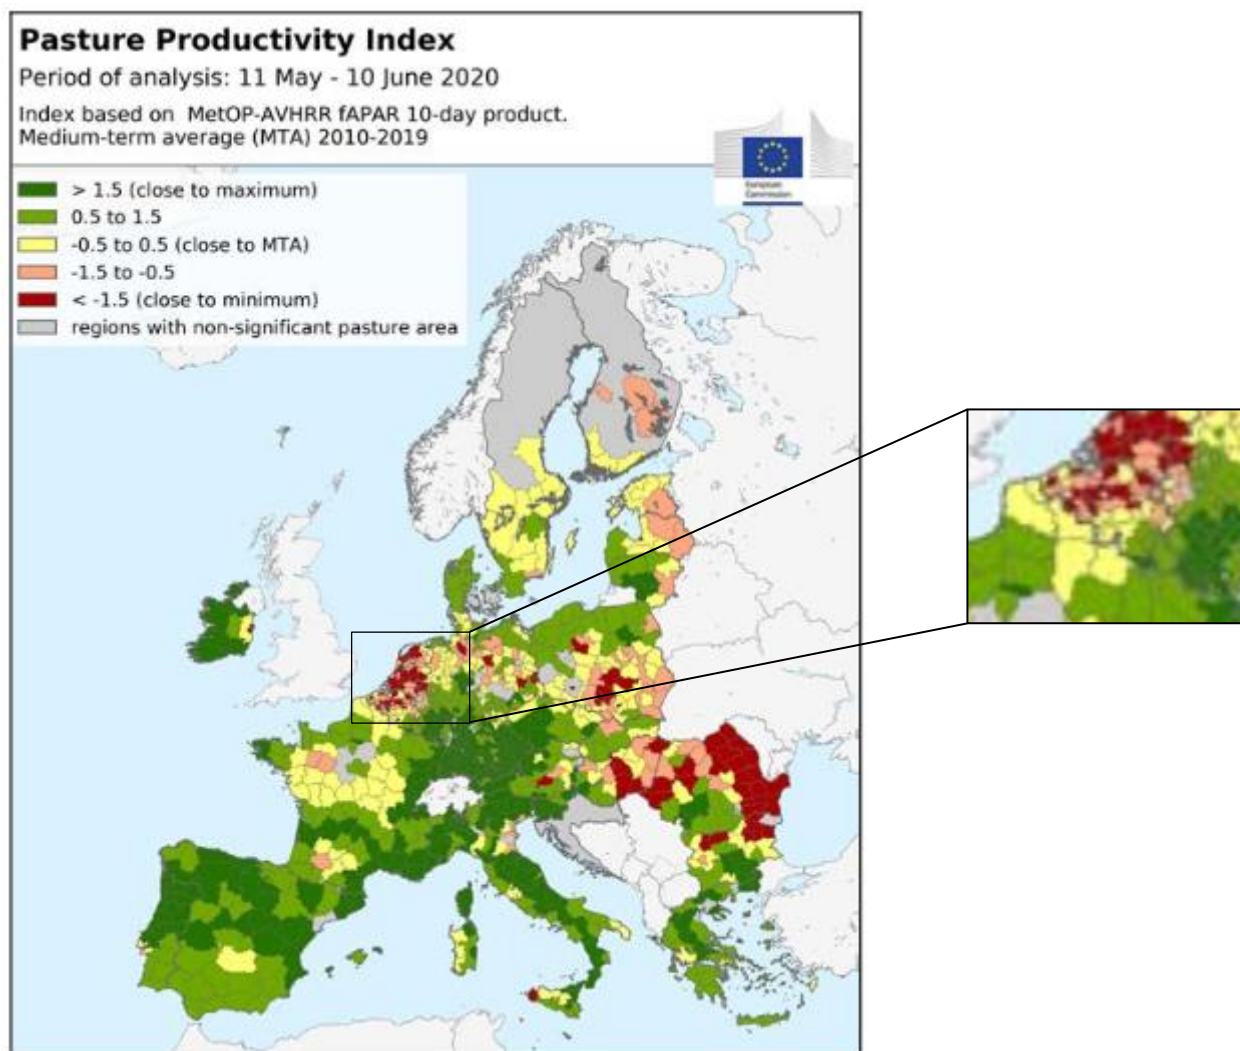 Pasture Productivity Index
Period of analysis: 11 May - 10 June 2020
Index based on MetOP-AVHRR fAPAR 10-day product.
Medium-term average (MTA) 2010-2019
European
Commission
> 1.5 (close to maximum)
0.5 to 1.5
-0.5 to 0.5 (close to MTA)
-1.5 to -0.5
< -1.5 (close to minimum)
regions with non-significant pasture area